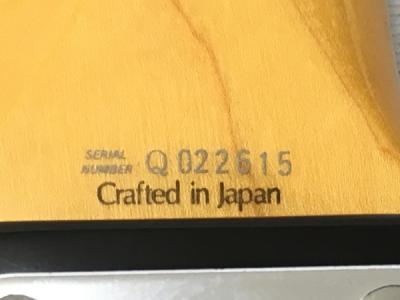 SERIAL
NUMBER Q022615
Crafted in Japan